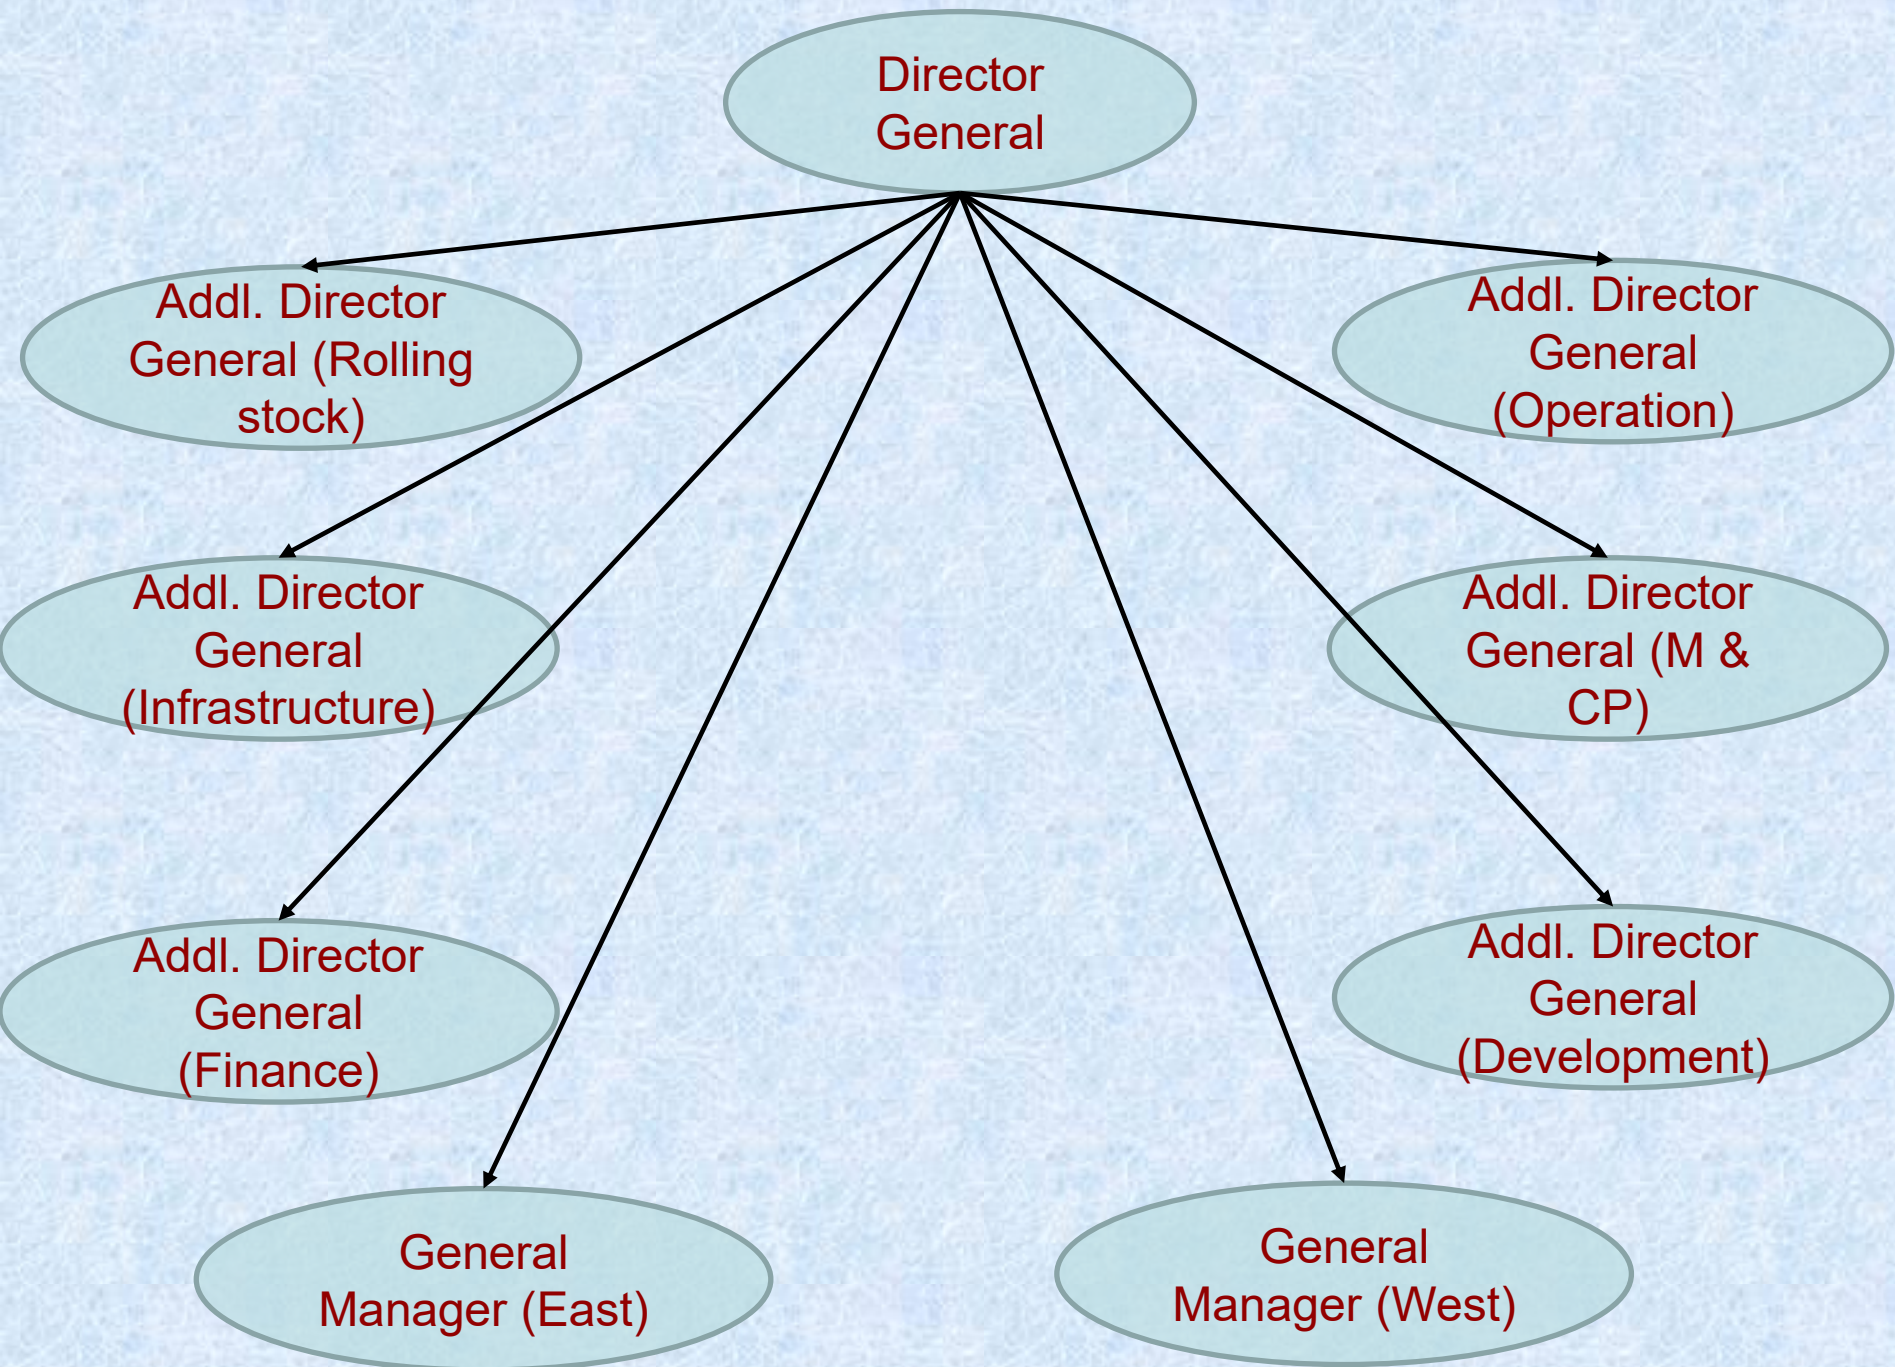 Director
General
Addl. Director
General (Rolling
stock)
Addl. Director
General
(Operation)
Addl. Director
General
(Infrastructure)
Addl. Director
General (M &
CP)
Addl. Director
General
(Finance)
Addl. Director
General
(Development)
General
Manager (East)
General
Manager (West)